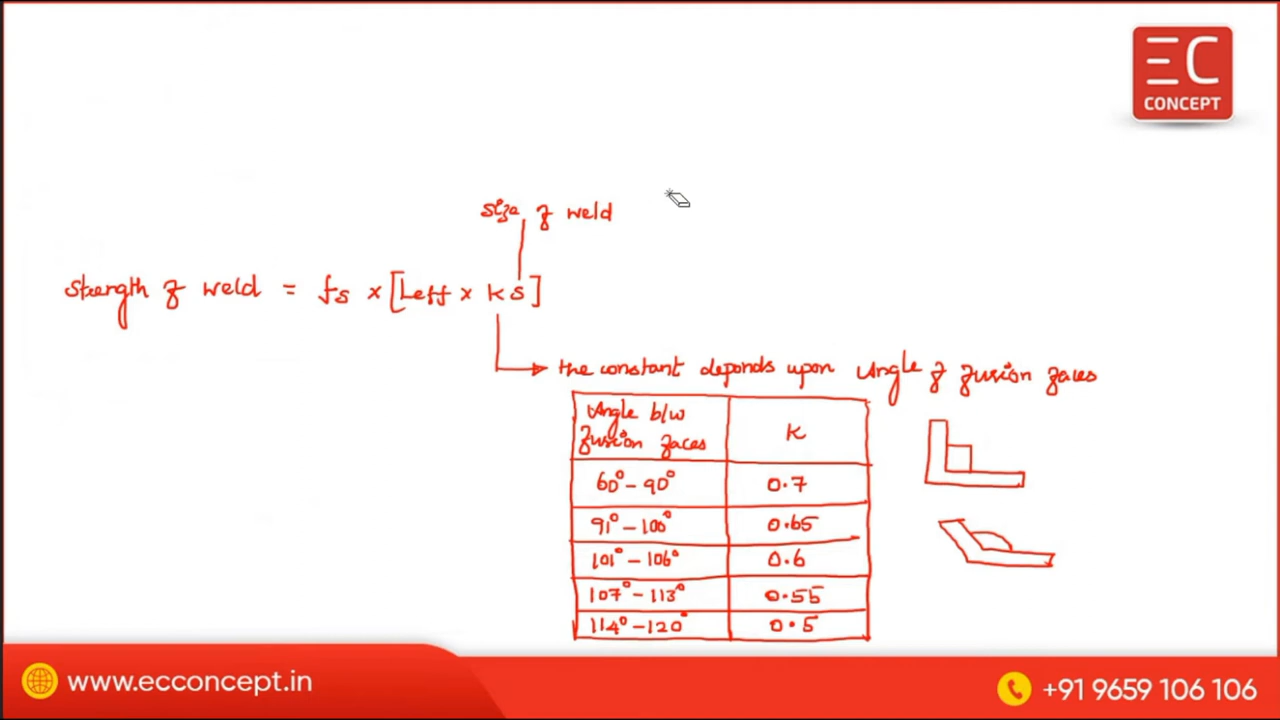 EC
CONCEPT
size of weld
strength of weld = fs × [Leff × ks]
the constant depends upon Angle of fusion faces
Angle b/w fusion faces K
60° - 90° 0.7
91° - 100° 0.65
101° - 106° 0.6
107° - 113° 0.55
114° - 120° 0.5
www.ecconcept.in
+91 9659 106 106